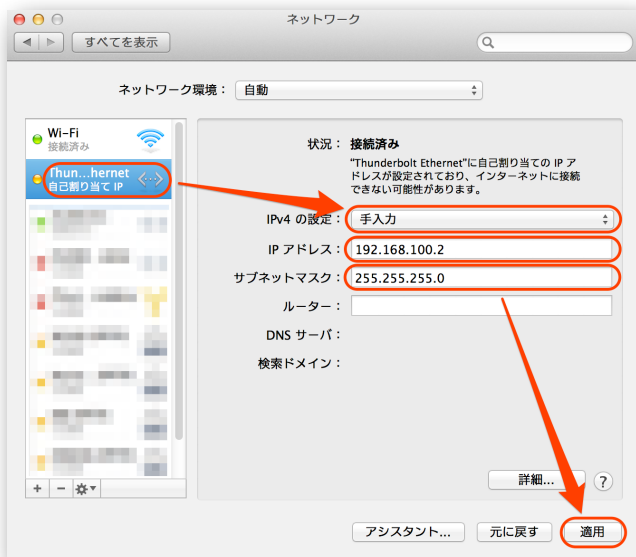 ネットワーク
すべてを表示
ネットワーク環境： 自動
Wi-Fi
接続済み
Thun...hernet
自己割り当て IP
状況： 接続済み
"Thunderbolt Ethernet"に自己割り当ての IP ア
ドレスが設定されており、インターネットに接続
できない可能性があります。
IPv4 の設定： 手入力
IP アドレス： 192.168.100.2
サブネットマスク： 255.255.255.0
ルーター：
DNS サーバ：
検索ドメイン：
詳細... ?
アシスタント... 元に戻す 適用